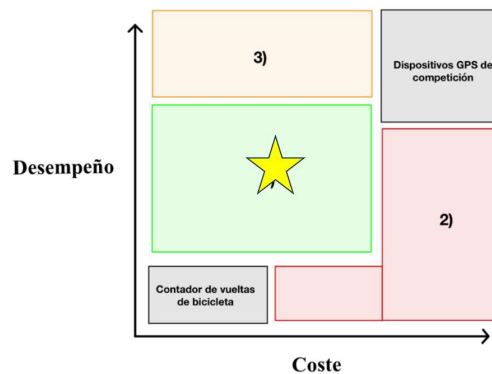 3)
Dispositivos GPS de
competición
Desempeño
2)
Contador de vueltas
de bicicleta
Coste